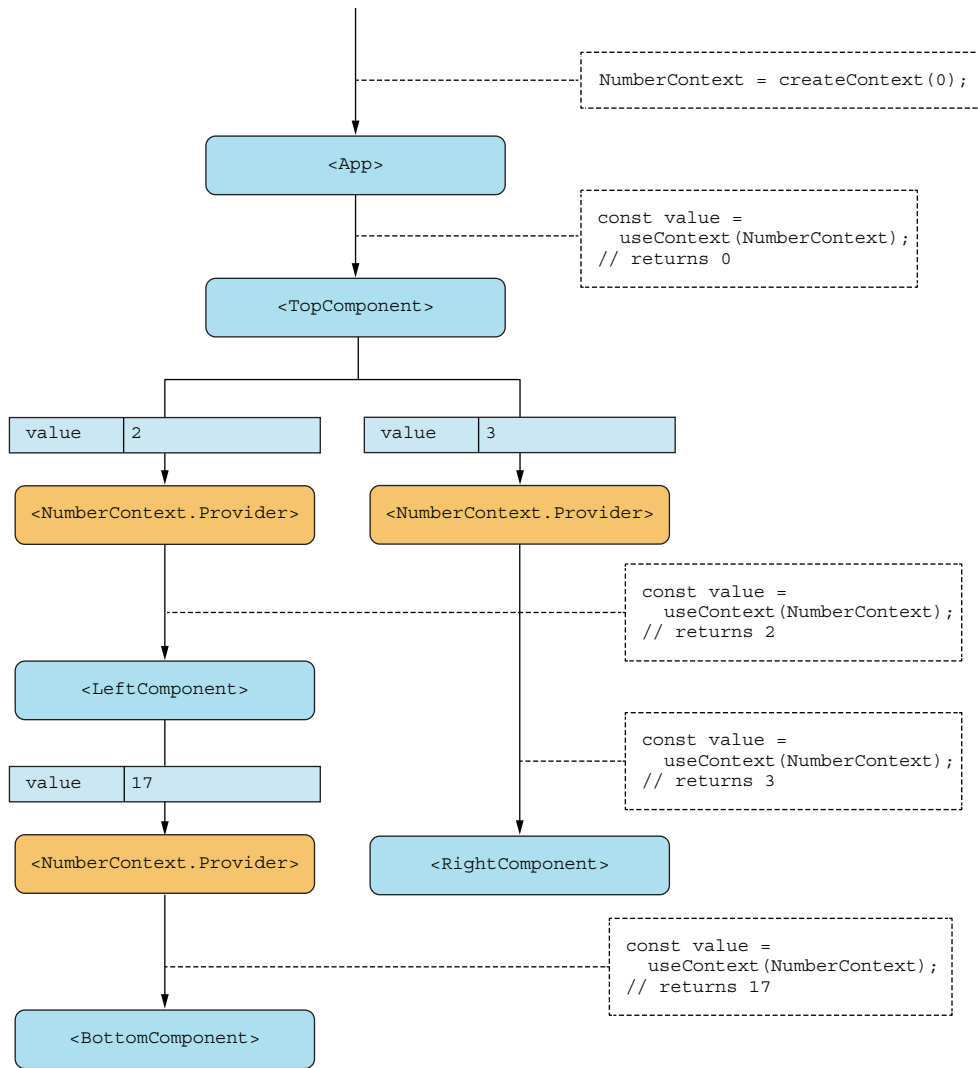 NumberContext = createContext(0);
<App>
const value =
useContext(NumberContext);
// returns 0
<TopComponent>
value 2
value 3
<NumberContext.Provider>
<NumberContext.Provider>
const value =
useContext(NumberContext);
// returns 2
<LeftComponent>
const value =
useContext(NumberContext);
// returns 3
value 17
<NumberContext.Provider>
<RightComponent>
const value =
useContext(NumberContext);
// returns 17
<BottomComponent>